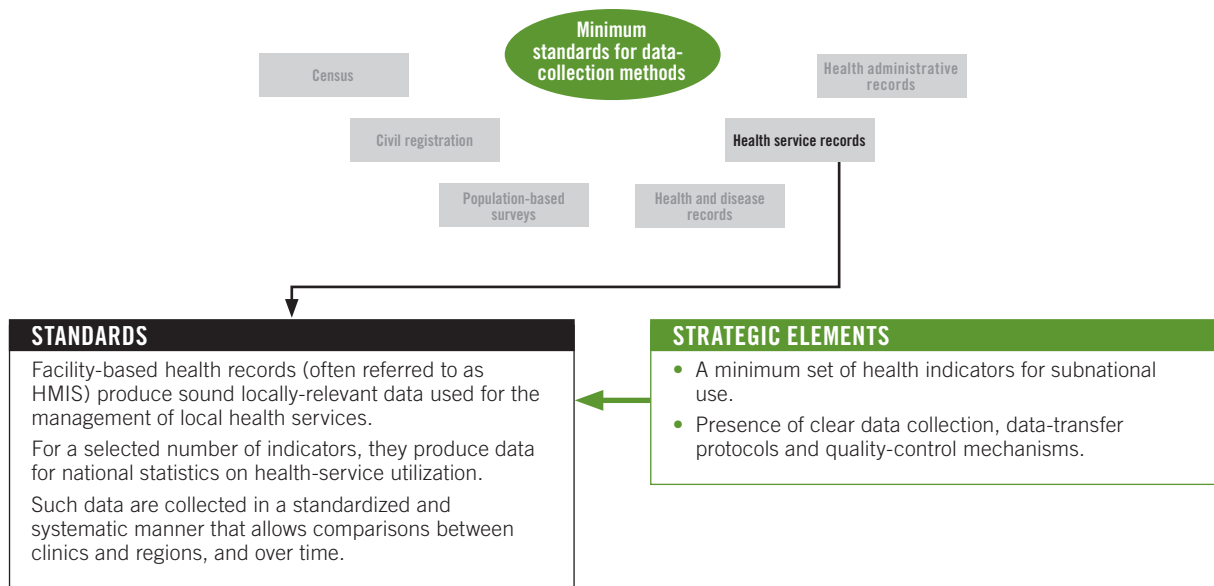 Minimum
standards for data-
collection methods
Census
Health administrative
records
Civil registration
Health service records
Population-based
surveys
Health and disease
records
STANDARDS
Facility-based health records (often referred to as
HMIS) produce sound locally-relevant data used for the
management of local health services.
For a selected number of indicators, they produce data
for national statistics on health-service utilization.
Such data are collected in a standardized and
systematic manner that allows comparisons between
clinics and regions, and over time.
STRATEGIC ELEMENTS
• A minimum set of health indicators for subnational
use.
• Presence of clear data collection, data-transfer
protocols and quality-control mechanisms.